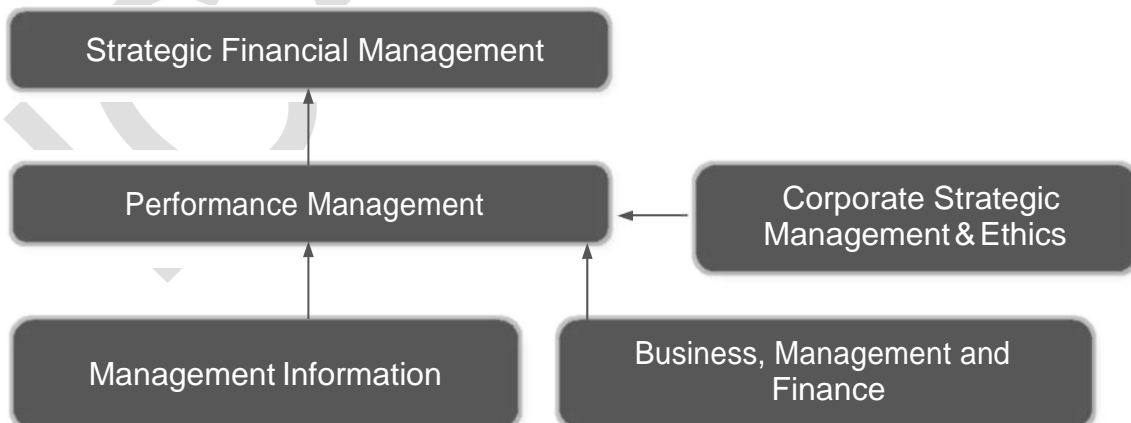 Strategic Financial Management
Performance Management
Corporate Strategic
Management & Ethics
Management Information
Business, Management and
Finance